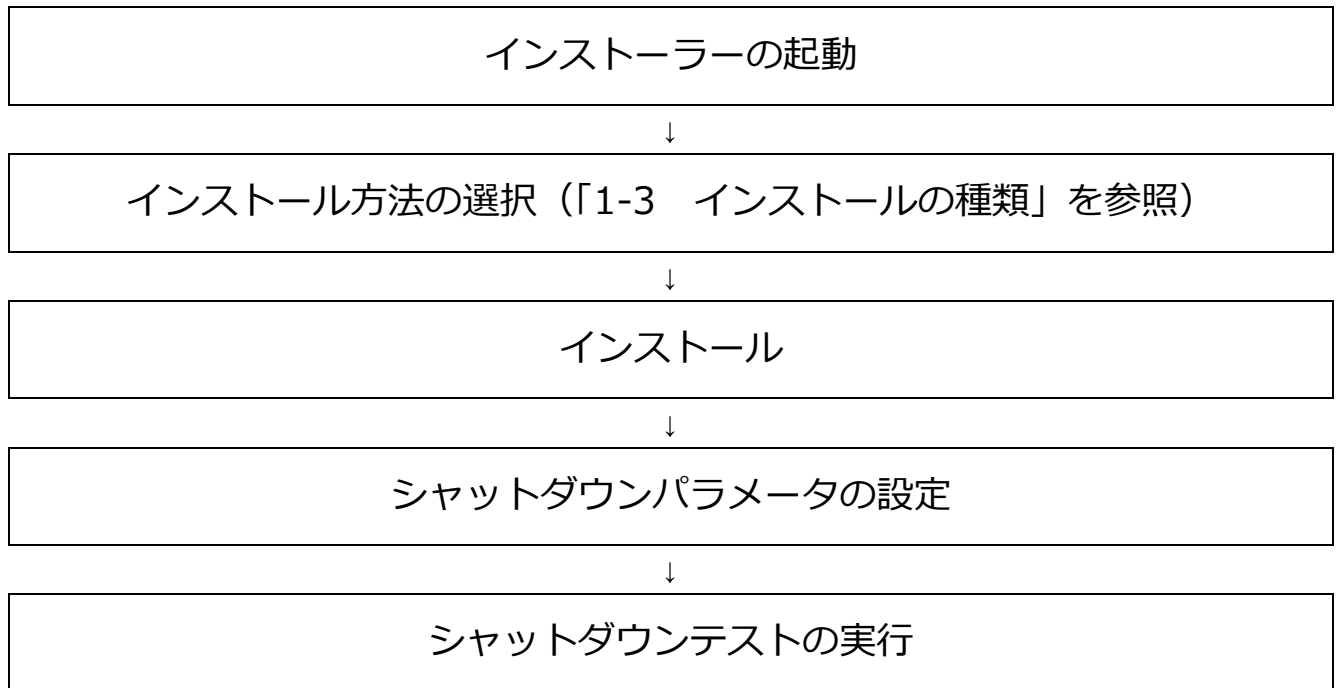 インストーラーの起動
↓
インストール方法の選択（「1-3　インストールの種類」を参照）
↓
インストール
↓
シャットダウンパラメータの設定
↓
シャットダウンテストの実行